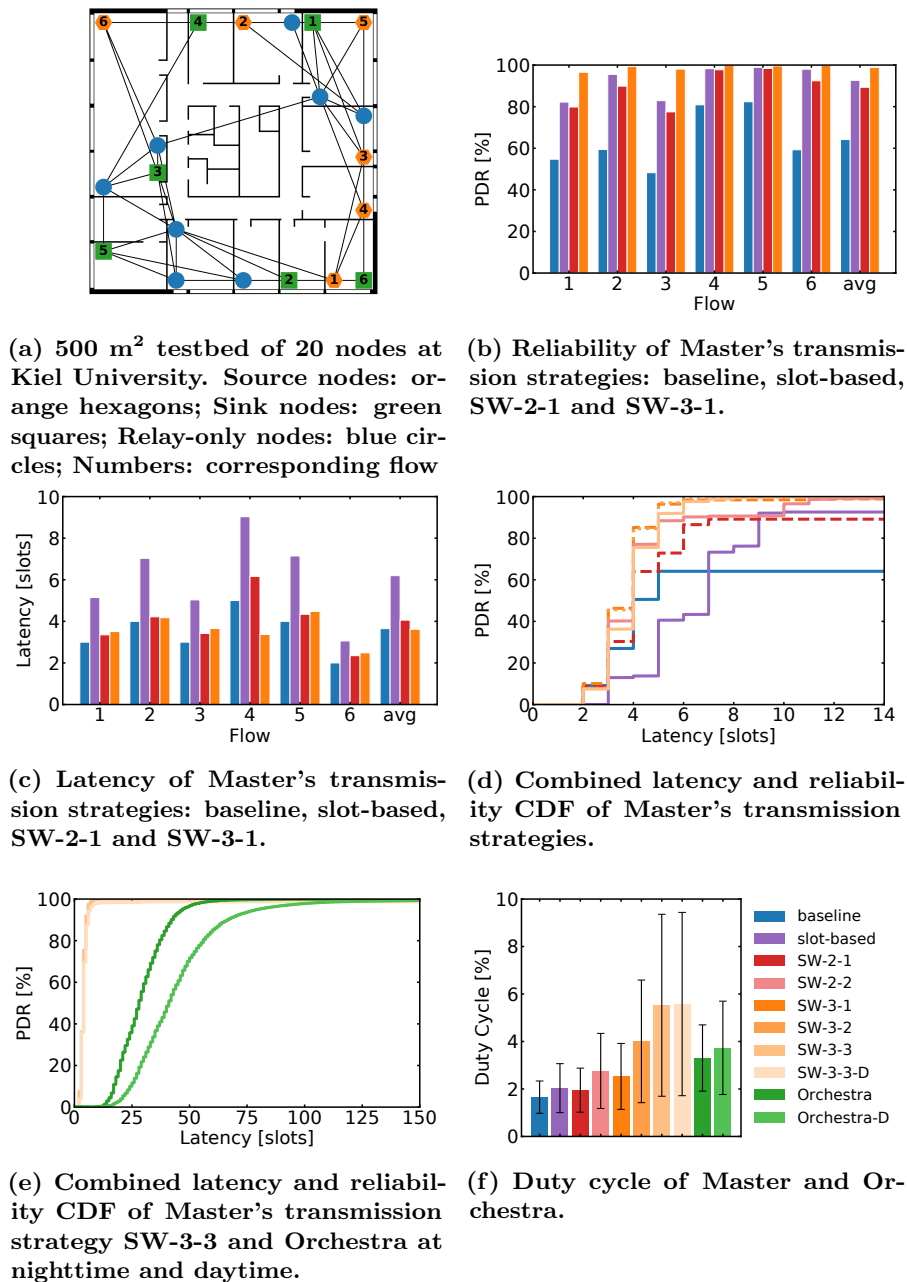 6 4 2 1 5
3
3
4
5
2 1 6
(a) 500 m² testbed of 20 nodes at
Kiel University. Source nodes: or-
ange hexagons; Sink nodes: green
squares; Relay-only nodes: blue cir-
cles; Numbers: corresponding flow
PDR [%]
100
80
60
40
20
0
1 2 3 4 5 6 avg
Flow
(b) Reliability of Master's transmis-
sion strategies: baseline, slot-based,
SW-2-1 and SW-3-1.
Latency [slots]
10
8
6
4
2
0
1 2 3 4 5 6 avg
Flow
(c) Latency of Master's transmis-
sion strategies: baseline, slot-based,
SW-2-1 and SW-3-1.
PDR [%]
100
80
60
40
20
0
0 2 4 6 8 10 12 14
Latency [slots]
(d) Combined latency and reliabil-
ity CDF of Master's transmission
strategies.
PDR [%]
100
80
60
40
20
0
0 25 50 75 100 125 150
Latency [slots]
(e) Combined latency and reliabil-
ity CDF of Master's transmission
strategy SW-3-3 and Orchestra at
nighttime and daytime.
Duty Cycle [%]
10
8
6
4
2
0
baseline
slot-based
SW-2-1
SW-2-2
SW-3-1
SW-3-2
SW-3-3
SW-3-3-D
Orchestra
Orchestra-D
(f) Duty cycle of Master and Or-
chestra.